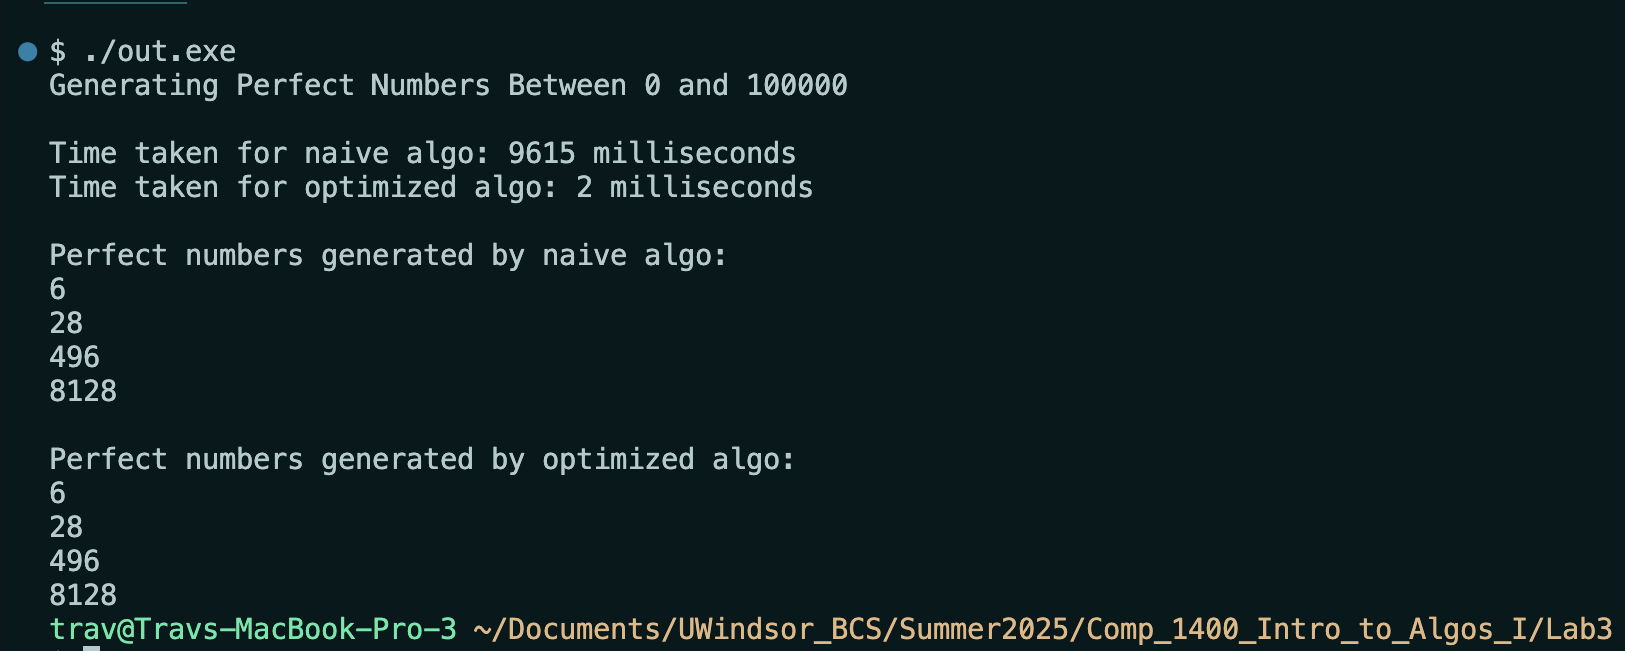 $ ./out.exe
Generating Perfect Numbers Between 0 and 100000
Time taken for naive algo: 9615 milliseconds
Time taken for optimized algo: 2 milliseconds
Perfect numbers generated by naive algo:
6
28
496
8128
Perfect numbers generated by optimized algo:
6
28
496
8128
trav@Travs-MacBook-Pro-3 ~/Documents/UWindsor_BCS/Summer2025/Comp_1400_Intro_to_Algos_I/Lab3